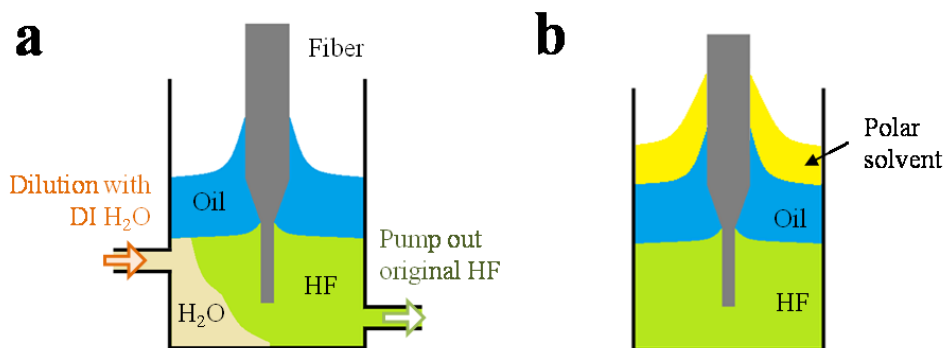 a
Fiber
Dilution with
DI H₂O
Oil
Pump out
original HF
HF
H₂O
b
Polar
solvent
Oil
HF